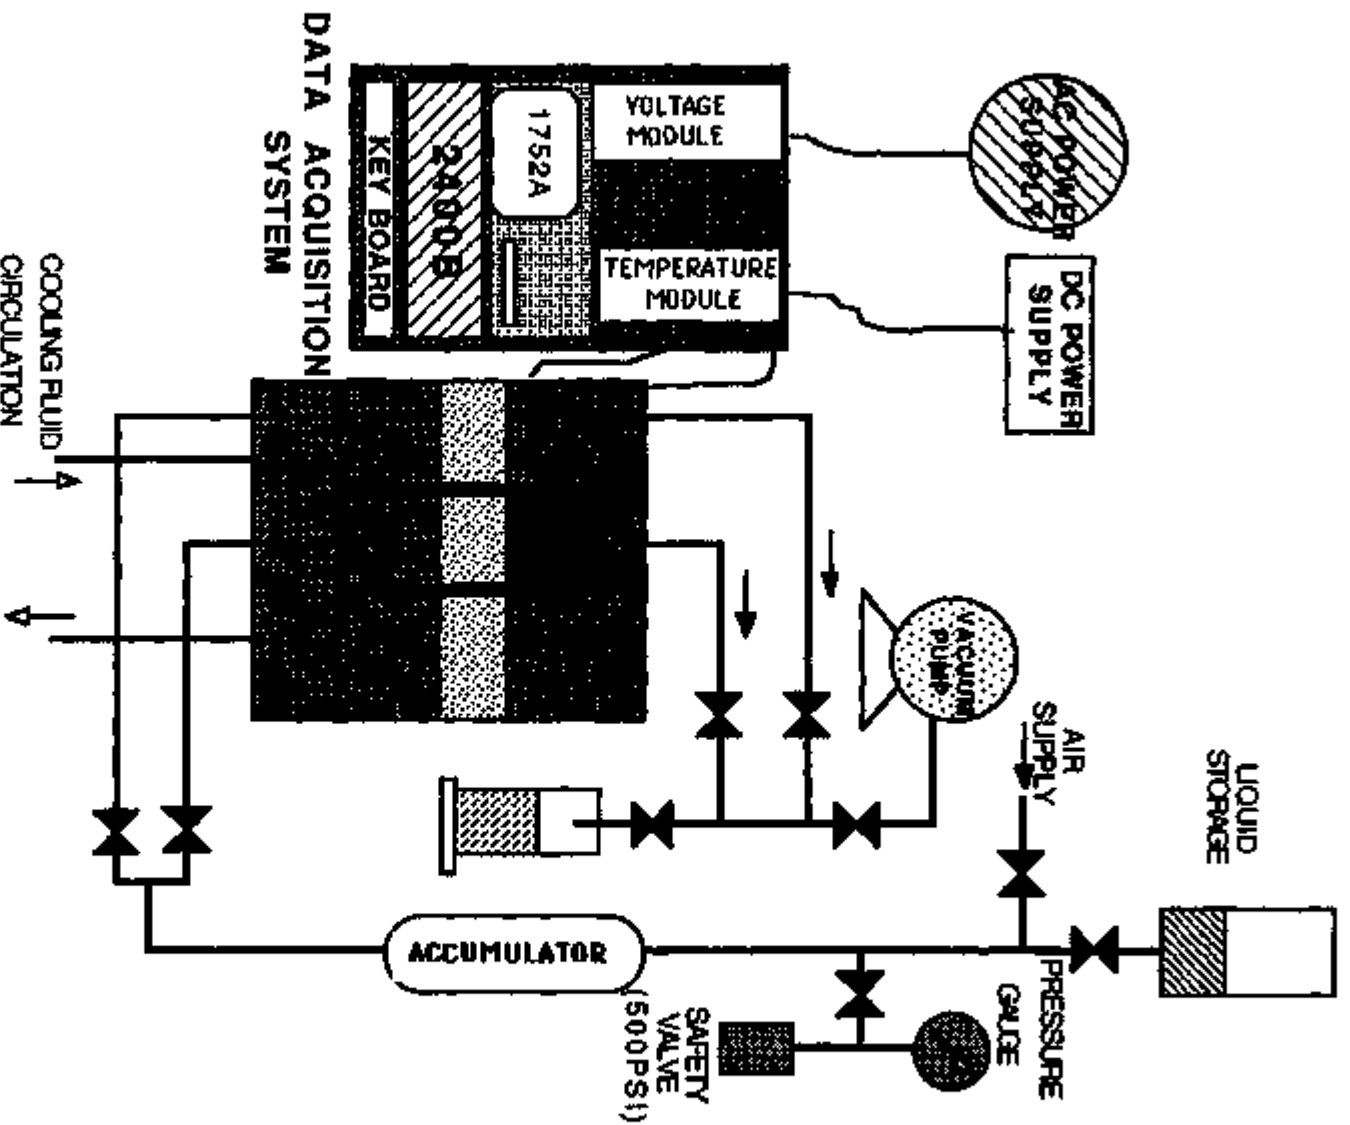 AC POWER
SUPPLY
DC POWER
SUPPLY
VOLTAGE
MODULE
TEMPERATURE
MODULE
1752A
2400B
KEY BOARD
DATA ACQUISITION
SYSTEM
COOLING FLUID
CIRCULATION
VACUUM
PUMP
AIR
SUPPLY
LIQUID
STORAGE
ACCUMULATOR
PRESSURE
GAUGE
SAFETY
VALVE
(500PSI)